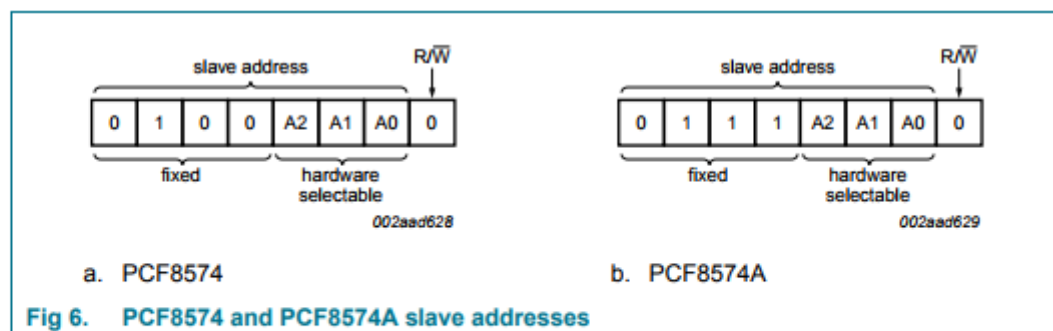 slave address R/W̅
0 1 0 0 A2 A1 A0 0
fixed hardware selectable
002aad628
a. PCF8574
slave address R/W̅
0 1 1 1 A2 A1 A0 0
fixed hardware selectable
002aad629
b. PCF8574A
Fig 6. PCF8574 and PCF8574A slave addresses